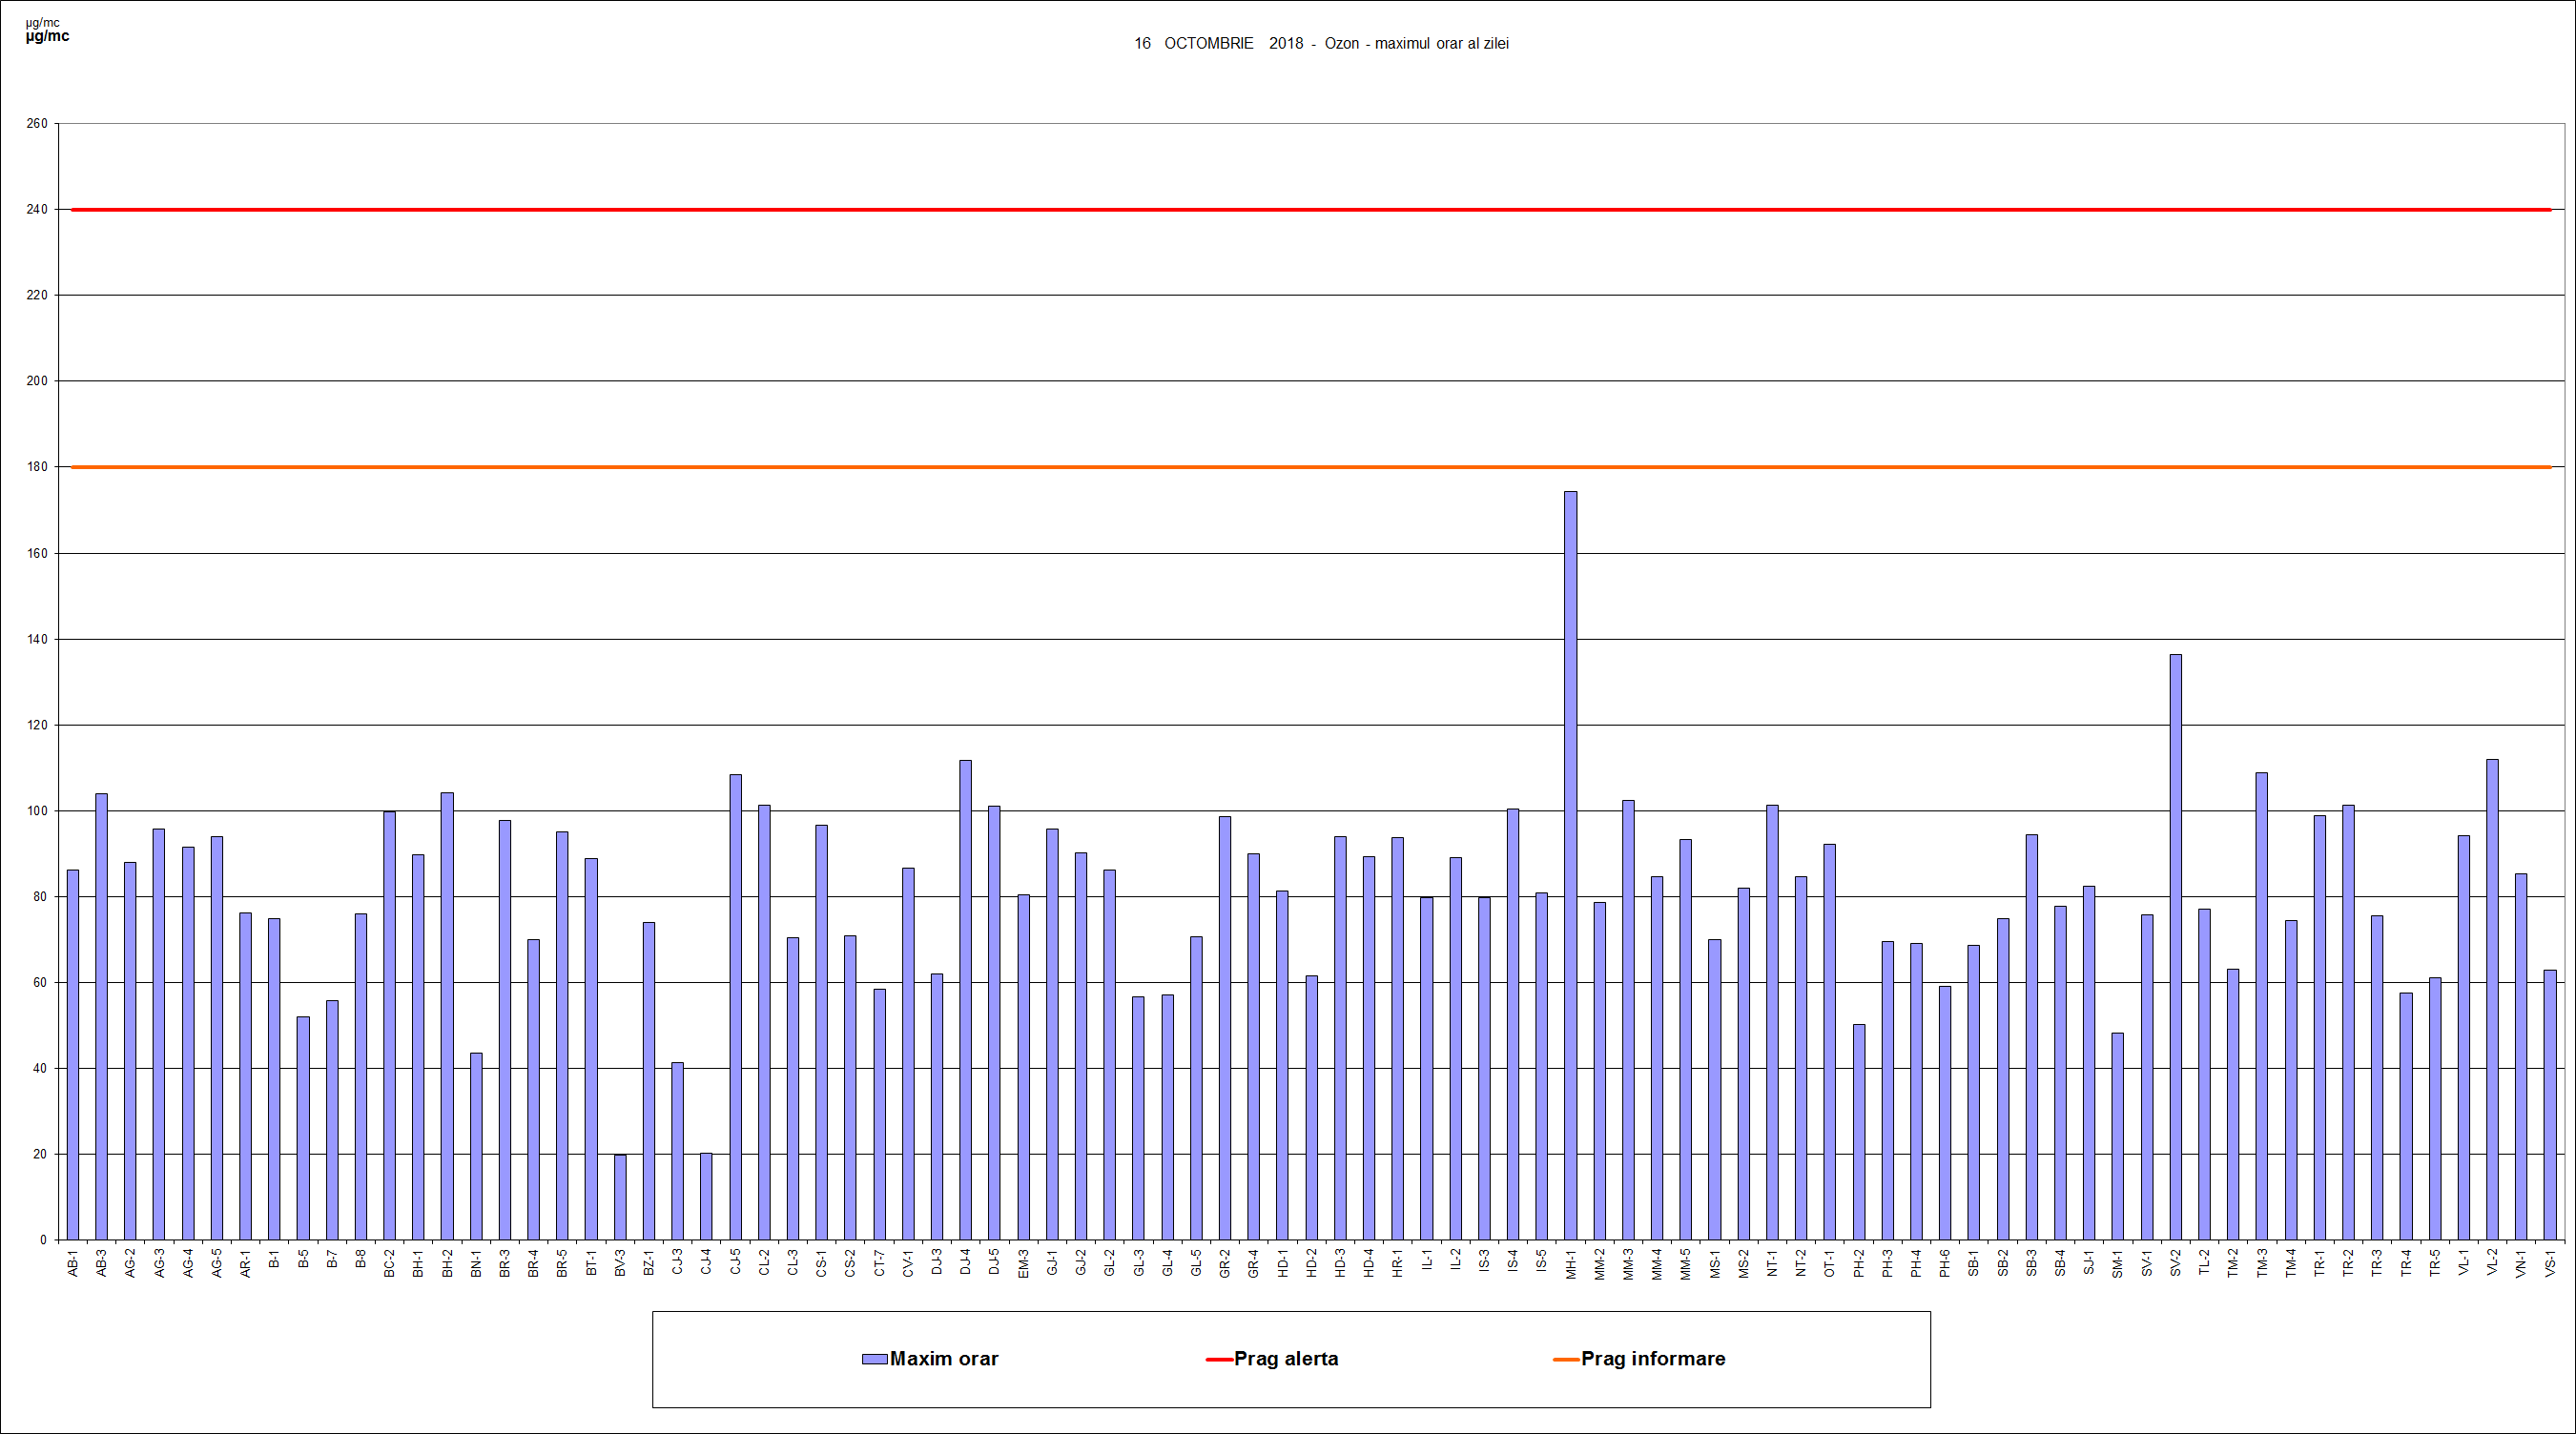 µg/mc
µg/mc
16 OCTOMBRIE 2018 - Ozon - maximul orar al zilei
260
240
220
200
180
160
140
120
100
80
60
40
20
0
AB-1 AB-3 AG-2 AG-3 AG-4 AG-5 AR-1 B-1 B-5 B-7 B-8 BC-2 BH-1 BH-2 BN-1 BR-3 BR-4 BR-5 BT-1 BV-3 BZ-1 CJ-3 CJ-4 CJ-5 CL-2 CL-3 CS-1 CS-2 CT-7 CV-1 DJ-3 DJ-4 DJ-5 EM-3 GJ-1 GJ-2 GL-2 GL-3 GL-4 GL-5 GR-2 GR-4 HD-1 HD-2 HD-3 HD-4 HR-1 IL-1 IL-2 IS-3 IS-4 IS-5 MH-1 MM-2 MM-3 MM-4 MM-5 MS-1 MS-2 NT-1 NT-2 OT-1 PH-2 PH-3 PH-4 PH-6 SB-1 SB-2 SB-3 SB-4 SJ-1 SM-1 SV-1 SV-2 TL-2 TM-2 TM-3 TM-4 TR-1 TR-2 TR-3 TR-4 TR-5 VL-1 VL-2 VN-1 VS-1
Maxim orar Prag alerta Prag informare